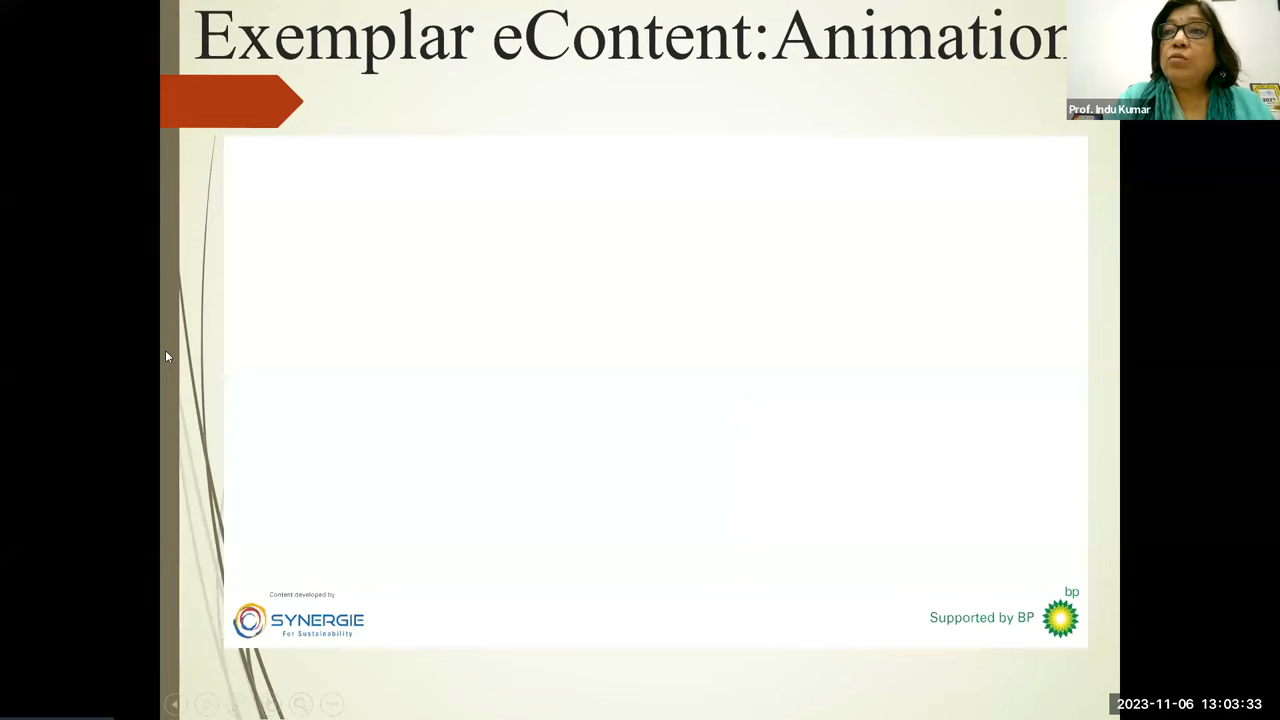 Exemplar eContent:Animation
Prof. Indu Kumar
Content developed by
SYNERGIE
For Sustainability
bp
Supported by BP
2023-11-06 13:03:33